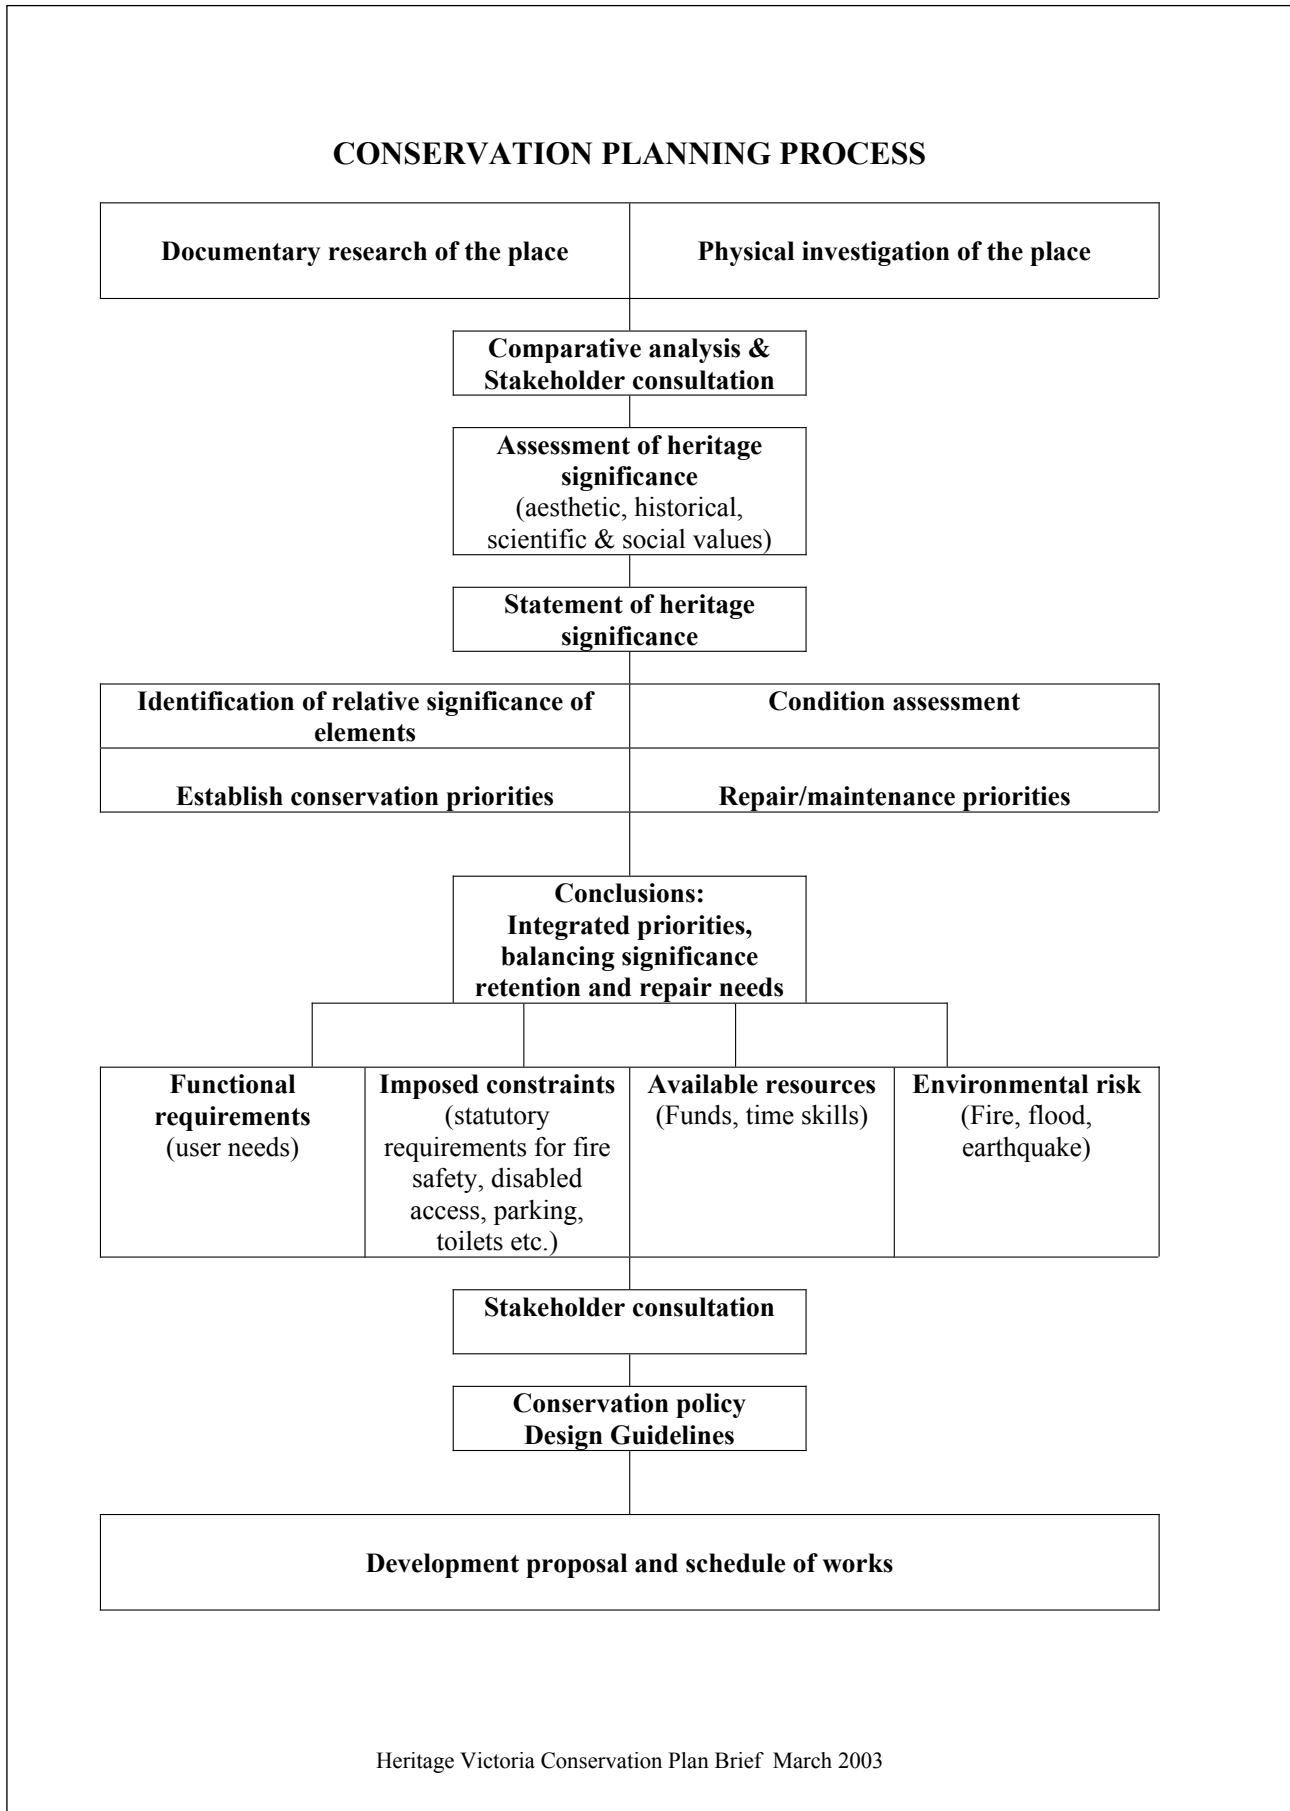 CONSERVATION PLANNING PROCESS
Documentary research of the place
Physical investigation of the place
Comparative analysis &
Stakeholder consultation
Assessment of heritage
significance
(aesthetic, historical,
scientific & social values)
Statement of heritage
significance
Identification of relative significance of
elements
Condition assessment
Establish conservation priorities
Repair/maintenance priorities
Conclusions:
Integrated priorities,
balancing significance
retention and repair needs
Functional
requirements
(user needs)
Imposed constraints
(statutory
requirements for fire
safety, disabled
access, parking,
toilets etc.)
Available resources
(Funds, time skills)
Environmental risk
(Fire, flood,
earthquake)
Stakeholder consultation
Conservation policy
Design Guidelines
Development proposal and schedule of works
Heritage Victoria Conservation Plan Brief  March 2003